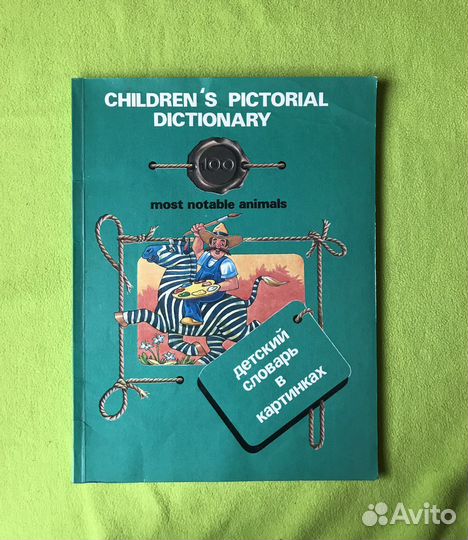 CHILDREN'S PICTORIAL
DICTIONARY
100
most notable animals
детский
словарь
в
картинках
Avito